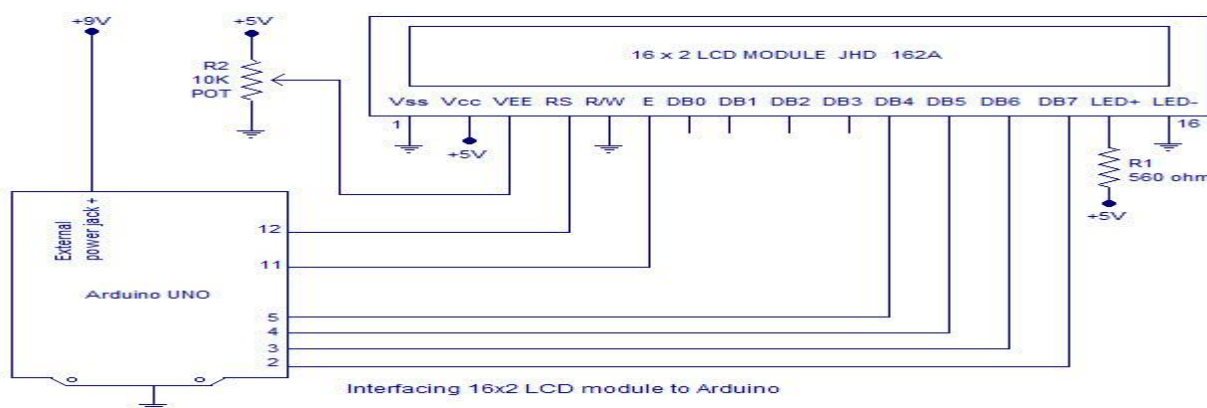 +9V
+5V
R2
10K
POT
16 x 2 LCD MODULE JHD 162A
Vss Vcc VEE RS R/W E DB0 DB1 DB2 DB3 DB4 DB5 DB6 DB7 LED+ LED-
1
16
+5V
R1
560 ohm
+5V
External
power jack +
12
11
Arduino UNO
5
4
3
2
Interfacing 16x2 LCD module to Arduino